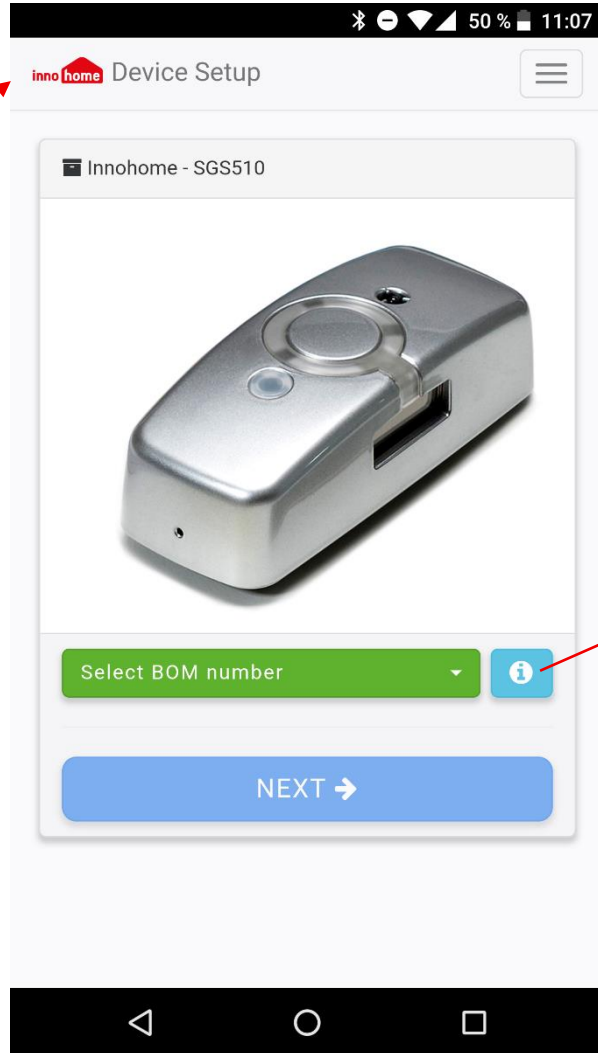 50 % 11:07
inno home Device Setup
Innohome - SGS510
Select BOM number
NEXT